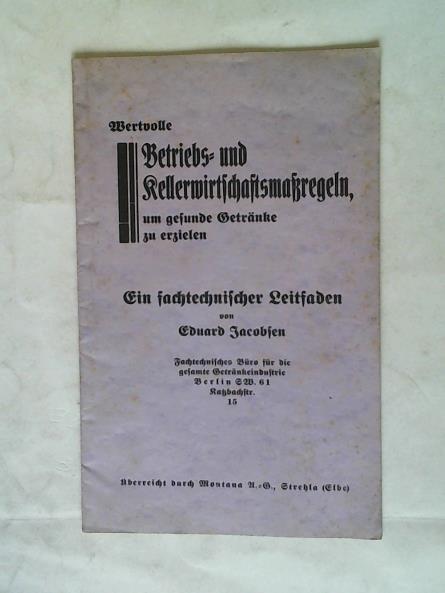 Wertvolle
Betriebs- und
Kellerwirtschaftsmaßregeln,
um gesunde Getränke
zu erzielen
Ein fachtechnischer Leitfaden
von
Eduard Jacobsen
Fachtechnisches Büro für die
gesamte Getränkeindustrie
Berlin SW. 61
Katzbachstr.
15
Überreicht durch Montana A.-G., Strehla (Elbe)